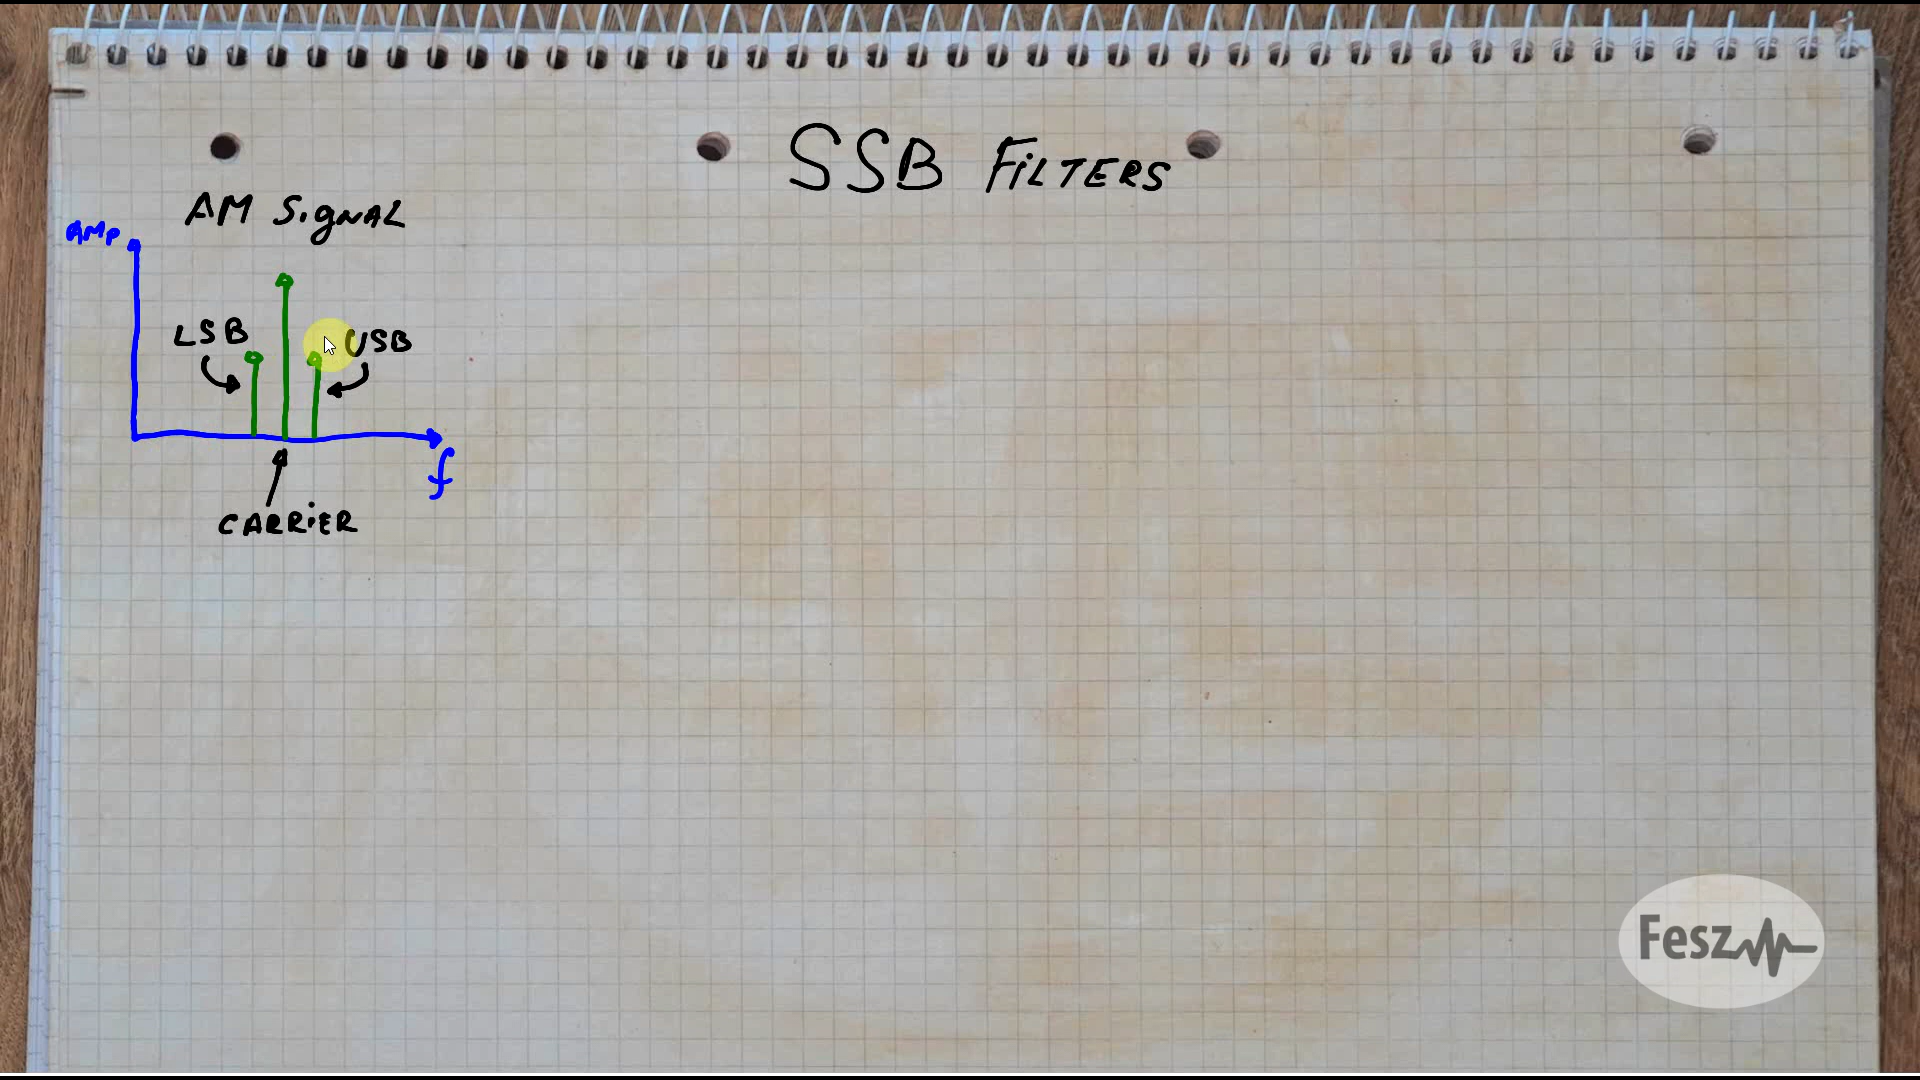 SSB FILTERS
AM SIGNAL
AMP
LSB
USB
f
CARRIER
Fesz